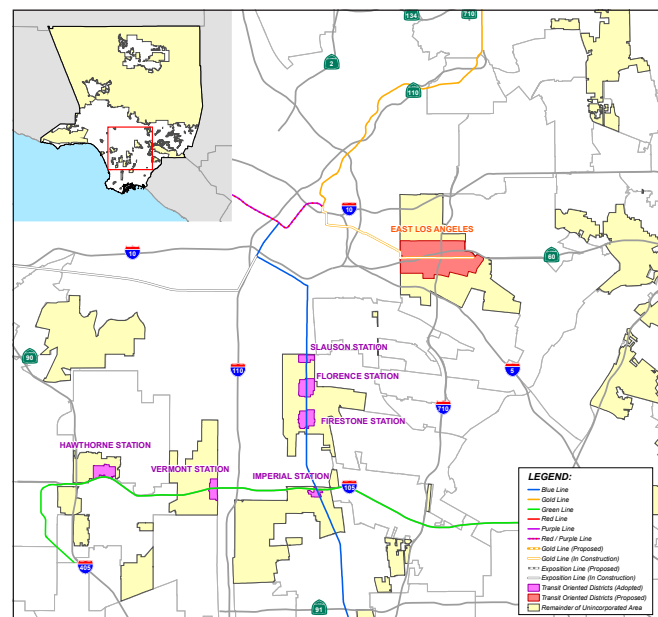 134
710
2
110
10
EAST LOS ANGELES
10
60
SLAUSON STATION
90
110
5
FLORENCE STATION
710
FIRESTONE STATION
HAWTHORNE STATION
VERMONT STATION
IMPERIAL STATION
105
405
91
LEGEND:
Blue Line
Gold Line
Green Line
Red Line
Purple Line
Red / Purple Line
Gold Line (Proposed)
Gold Line (In Construction)
Exposition Line (Proposed)
Exposition Line (In Construction)
Transit Oriented Districts (Adopted)
Transit Oriented Districts (Proposed)
Remainder of Unincorporated Area